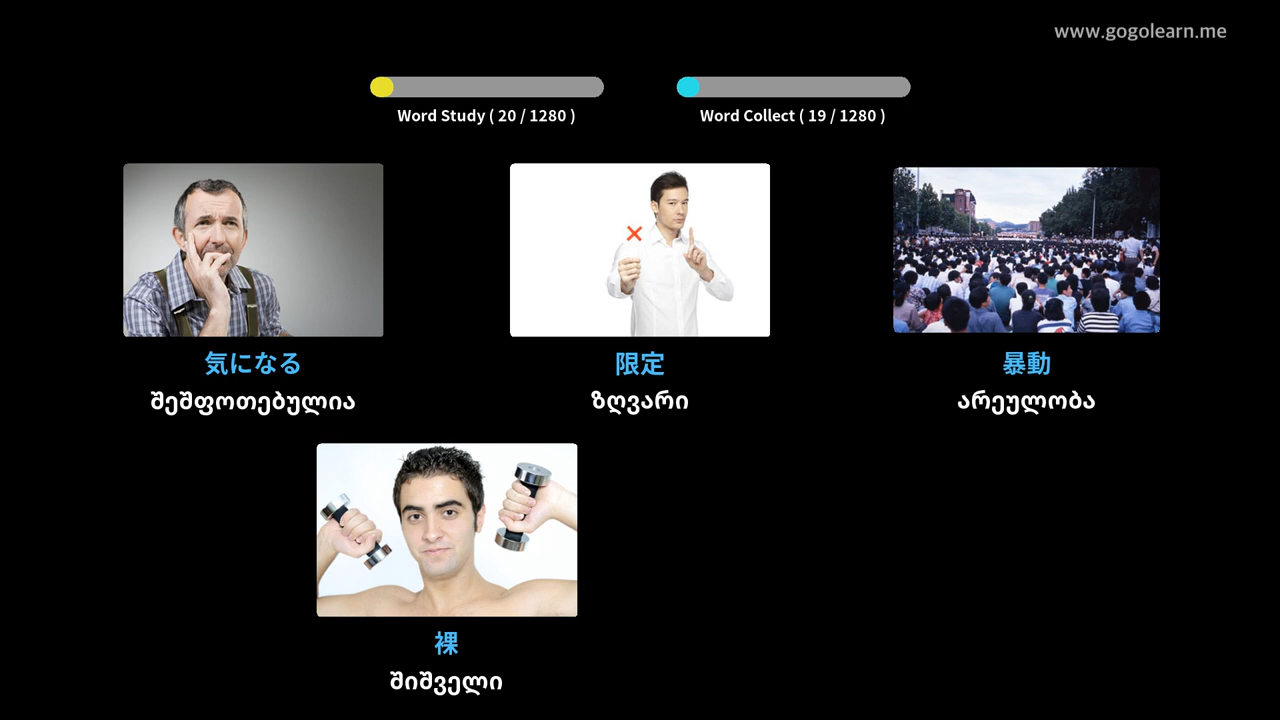 www.gogolearn.me
Word Study ( 20 / 1280 )
Word Collect ( 19 / 1280 )
気になる
შეშფოთებულია
限定
ზღვარი
暴動
არეულობა
裸
შიშველი